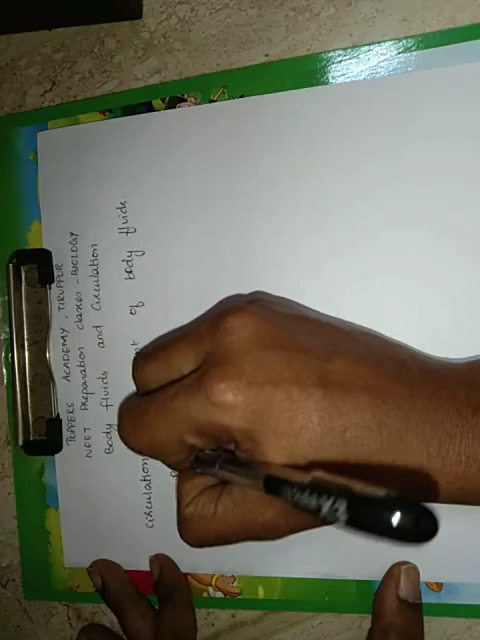 TOPPERS ACADEMY, TIRUPPUR
NEET Preparation classes - BIOLOGY
Body fluids and Circulation
Circulation of body fluids